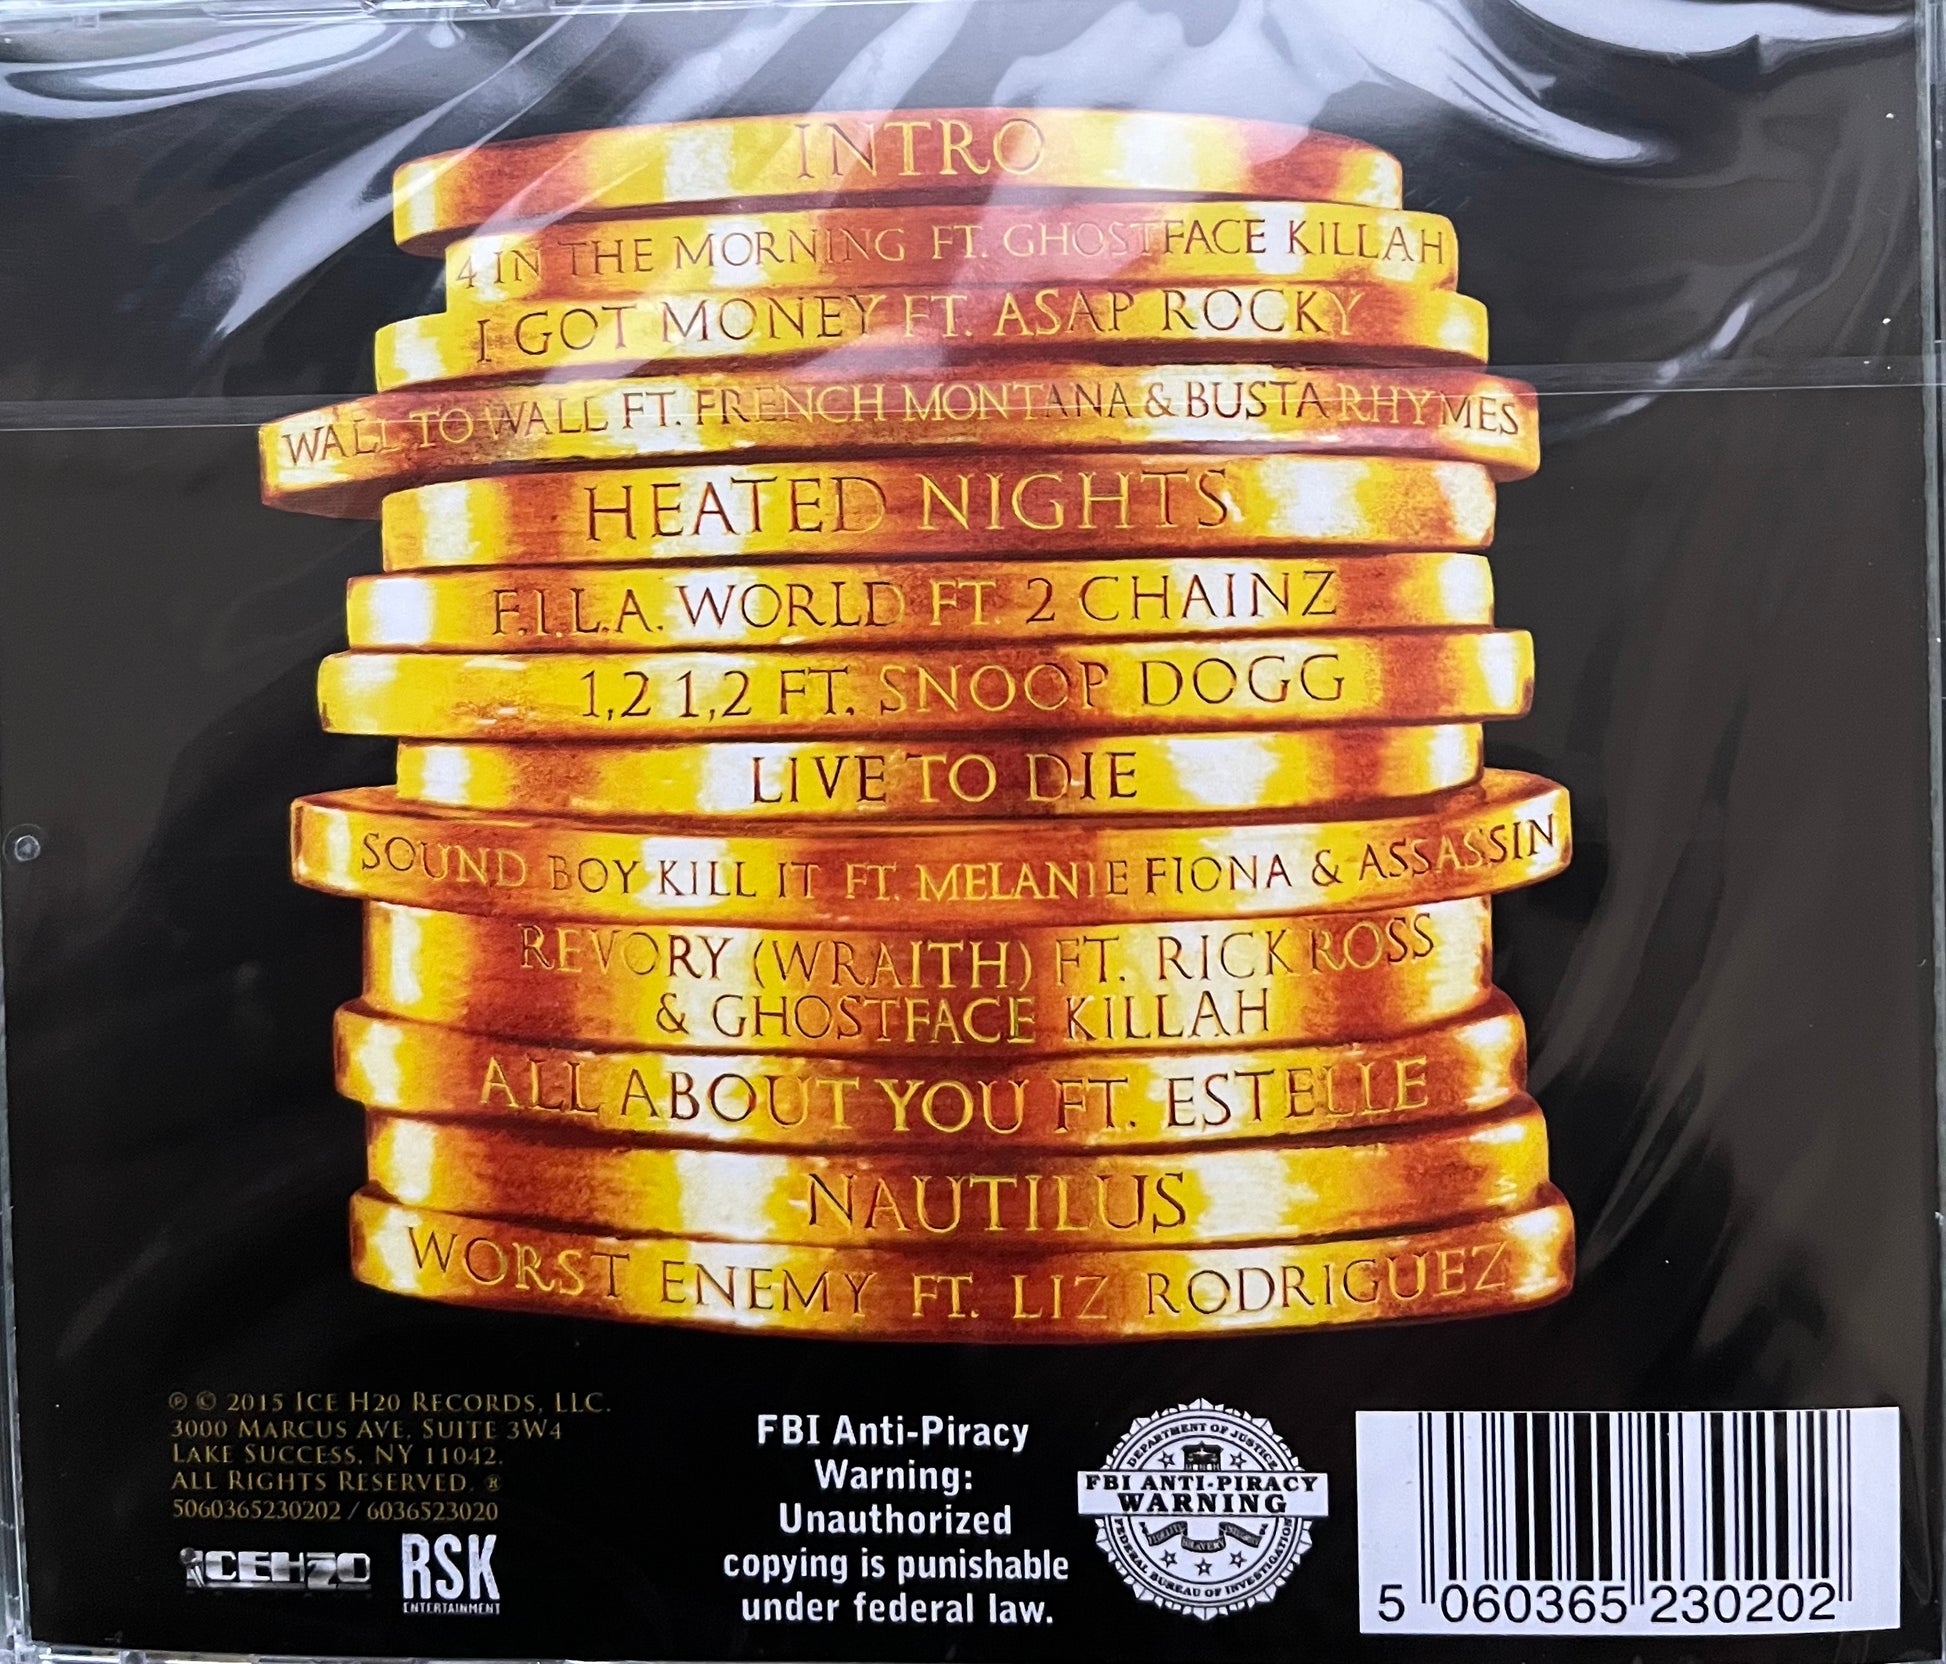 INTRO
4 IN THE MORNING FT. GHOSTFACE KILLAH
I GOT MONEY FT. ASAP ROCKY
WALL TO WALL FT. FRENCH MONTANA & BUSTA RHYMES
HEATED NIGHTS
F.I.L.A. WORLD FT. 2 CHAINZ
1,2 1,2 FT. SNOOP DOGG
LIVE TO DIE
SOUND BOY KILL IT FT. MELANIE FIONA & ASSASSIN
REVORY (WRAITH) FT. RICK ROSS
& GHOSTFACE KILLAH
ALL ABOUT YOU FT. ESTELLE
NAUTILUS
WORST ENEMY FT. LIZ RODRIGUEZ
℗ © 2015 ICE H20 RECORDS, LLC.
3000 MARCUS AVE. SUITE 3W4
LAKE SUCCESS, NY 11042.
ALL RIGHTS RESERVED. ®
5060365230202 / 6036523020
ICEH2O
RSK
ENTERTAINMENT
FBI Anti-Piracy
Warning:
Unauthorized
copying is punishable
under federal law.
DEPARTMENT OF JUSTICE
FBI ANTI-PIRACY
WARNING
FEDERAL BUREAU OF INVESTIGATION
5 060365 230202